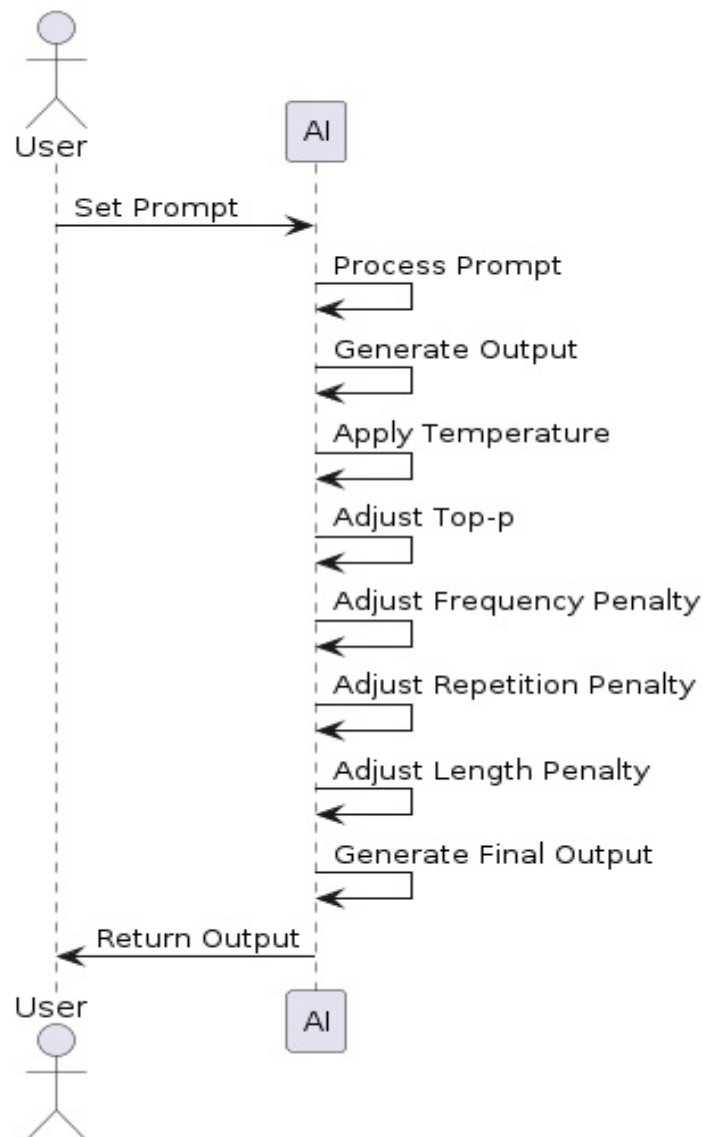 User
AI
Set Prompt
Process Prompt
Generate Output
Apply Temperature
Adjust Top-p
Adjust Frequency Penalty
Adjust Repetition Penalty
Adjust Length Penalty
Generate Final Output
Return Output
User
AI